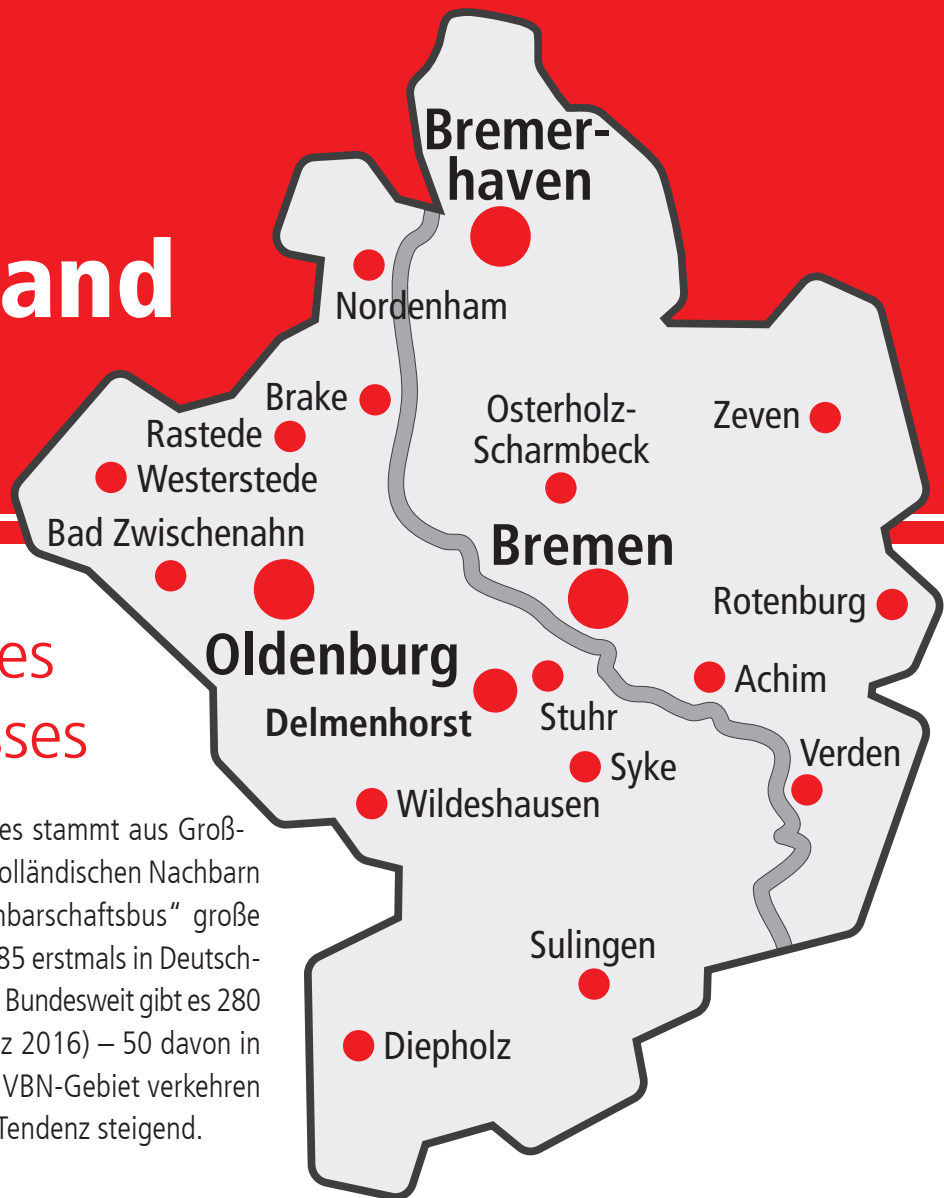 and
es
sses
es stammt aus Groß-
olländischen Nachbarn
nbarschaftsbus“ große
85 erstmals in Deutsch-
Bundesweit gibt es 280
z 2016) – 50 davon in
VBN-Gebiet verkehren
Tendenz steigend.
Bremer-
haven
Nordenham
Brake
Osterholz-
Scharmbeck
Zeven
Rastede
Westerstede
Bad Zwischenahn
Bremen
Rotenburg
Oldenburg
Achim
Delmenhorst
Stuhr
Verden
Syke
Wildeshausen
Sulingen
Diepholz